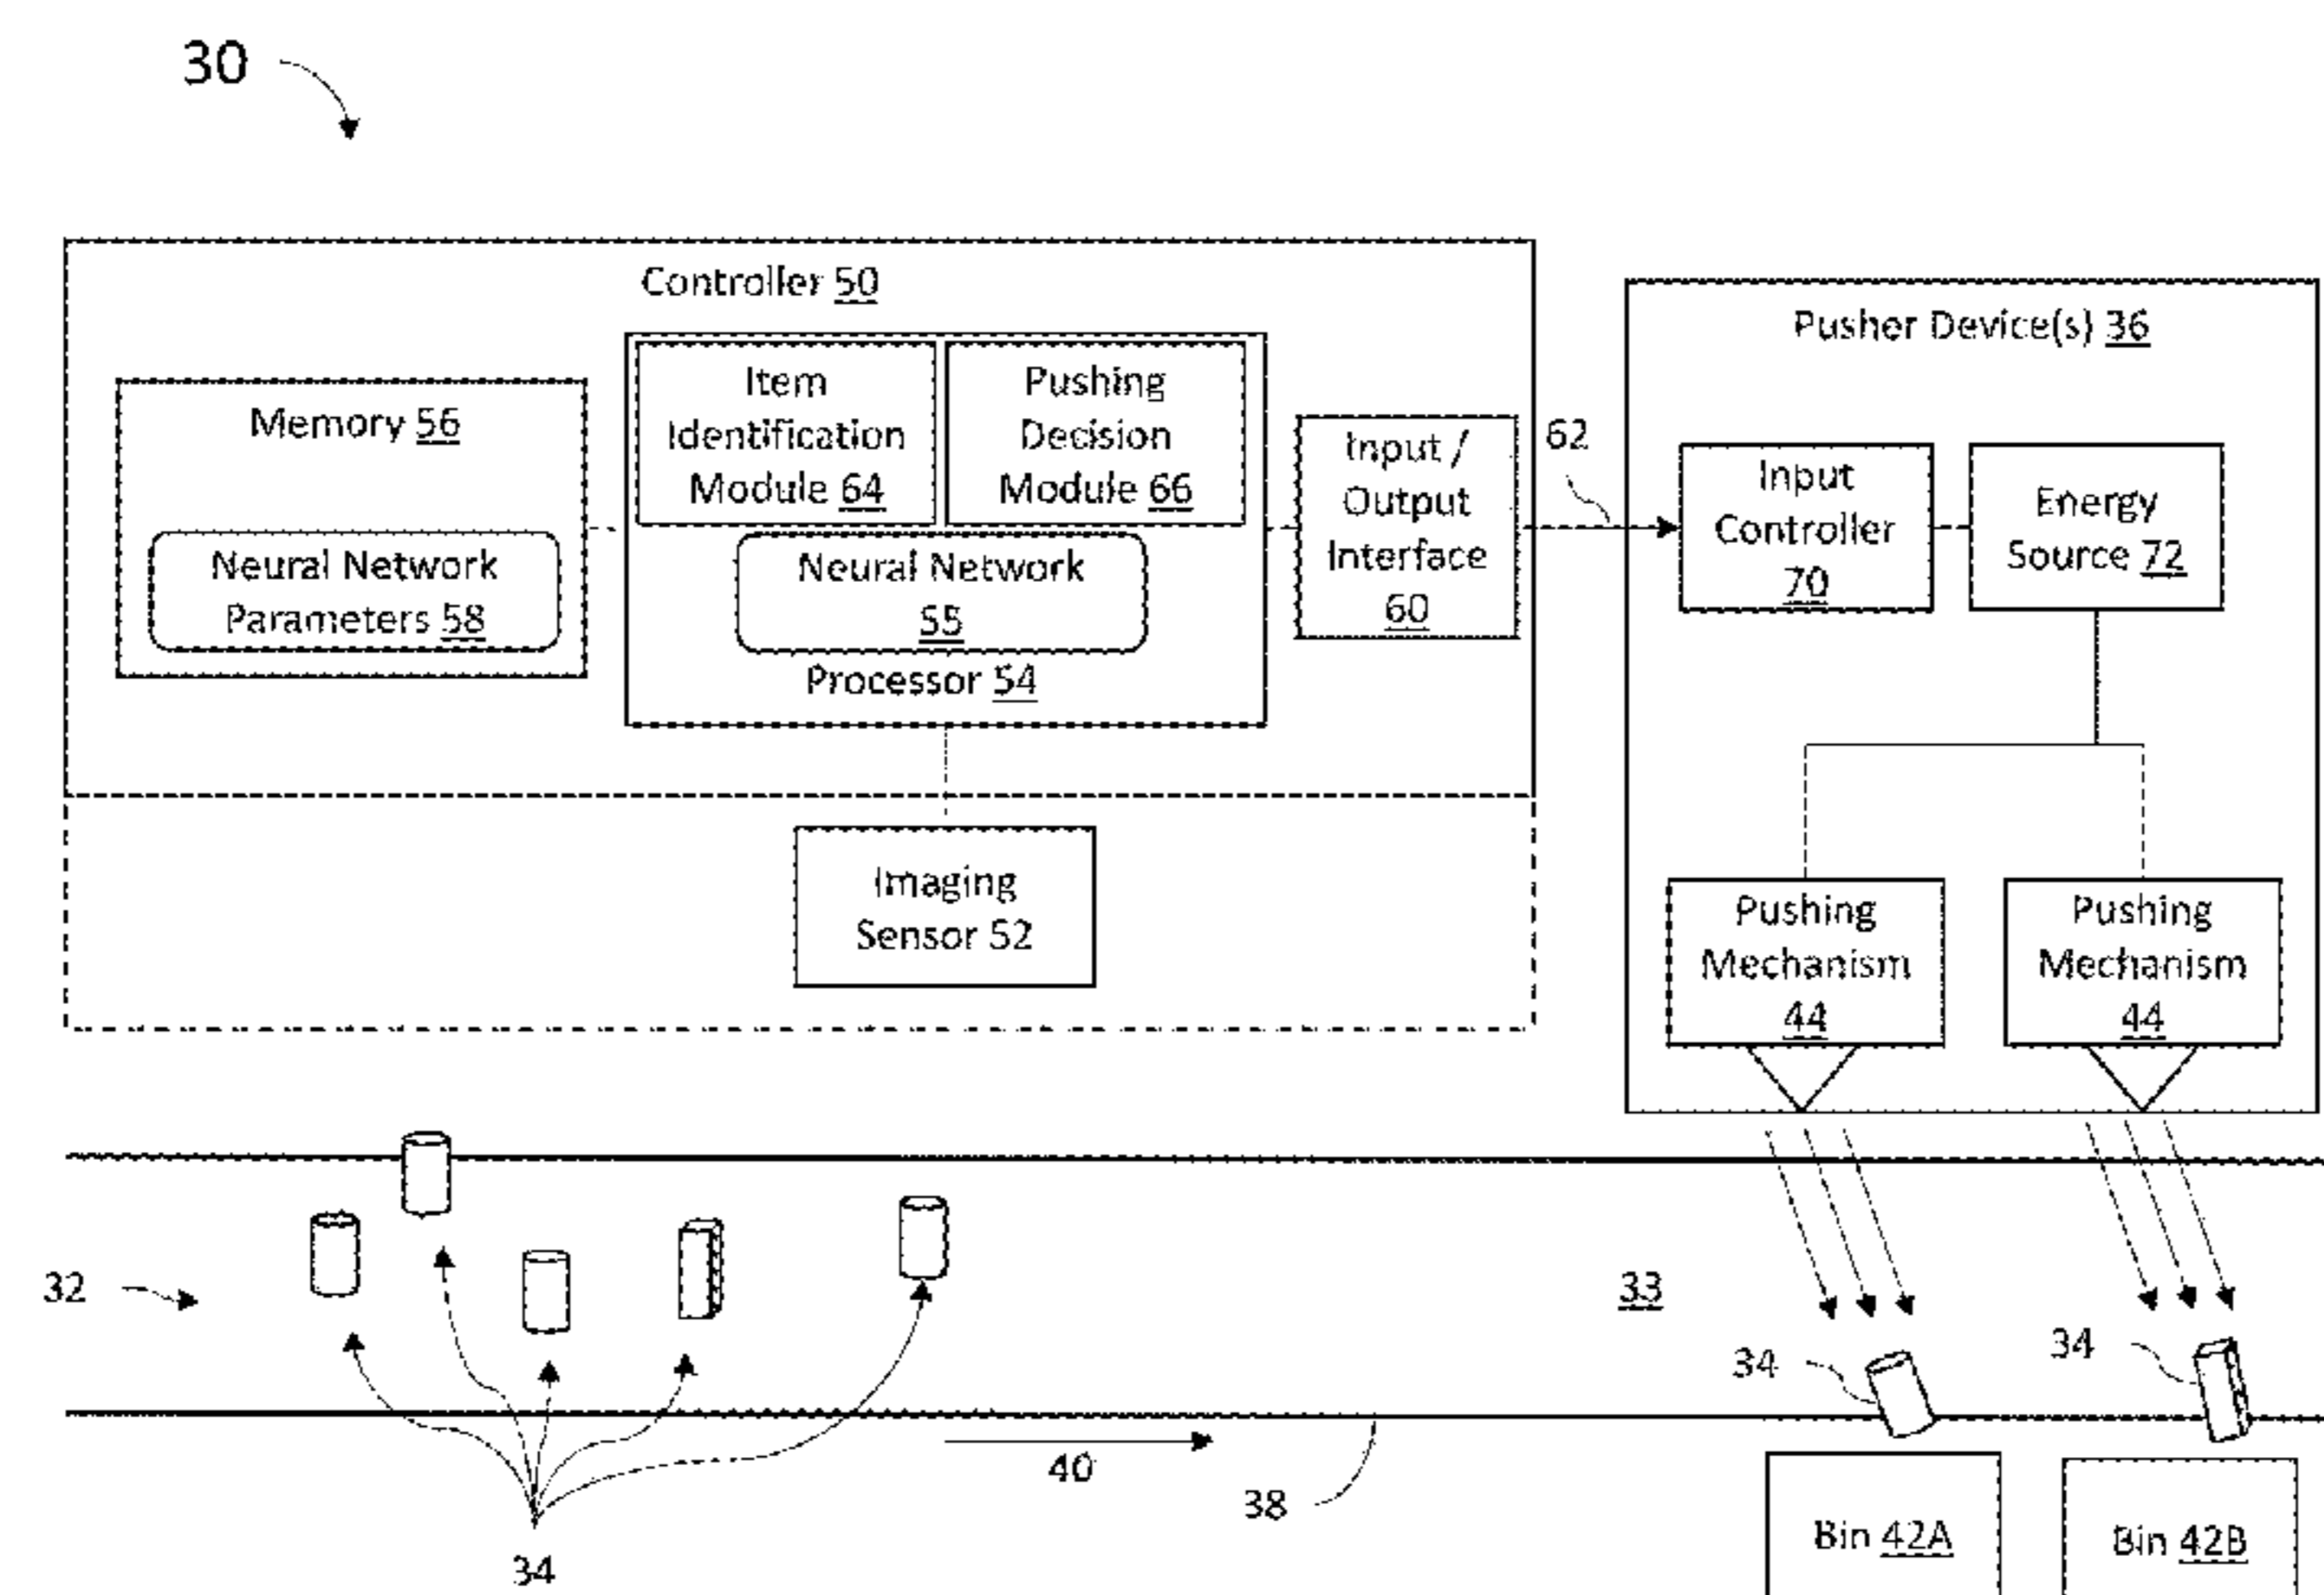 30
Controller 50
Pusher Device(s) 36
Memory 56
Neural Network
Parameters 58
Item
Identification
Module 64
Pushing
Decision
Module 66
Neural Network
55
Processor 54
Input /
Output
Interface
60
62
Input
Controller
70
Energy
Source 72
Imaging
Sensor 52
Pushing
Mechanism
44
Pushing
Mechanism
44
32
33
34
34
40
38
34
Bin 42A
Bin 42B